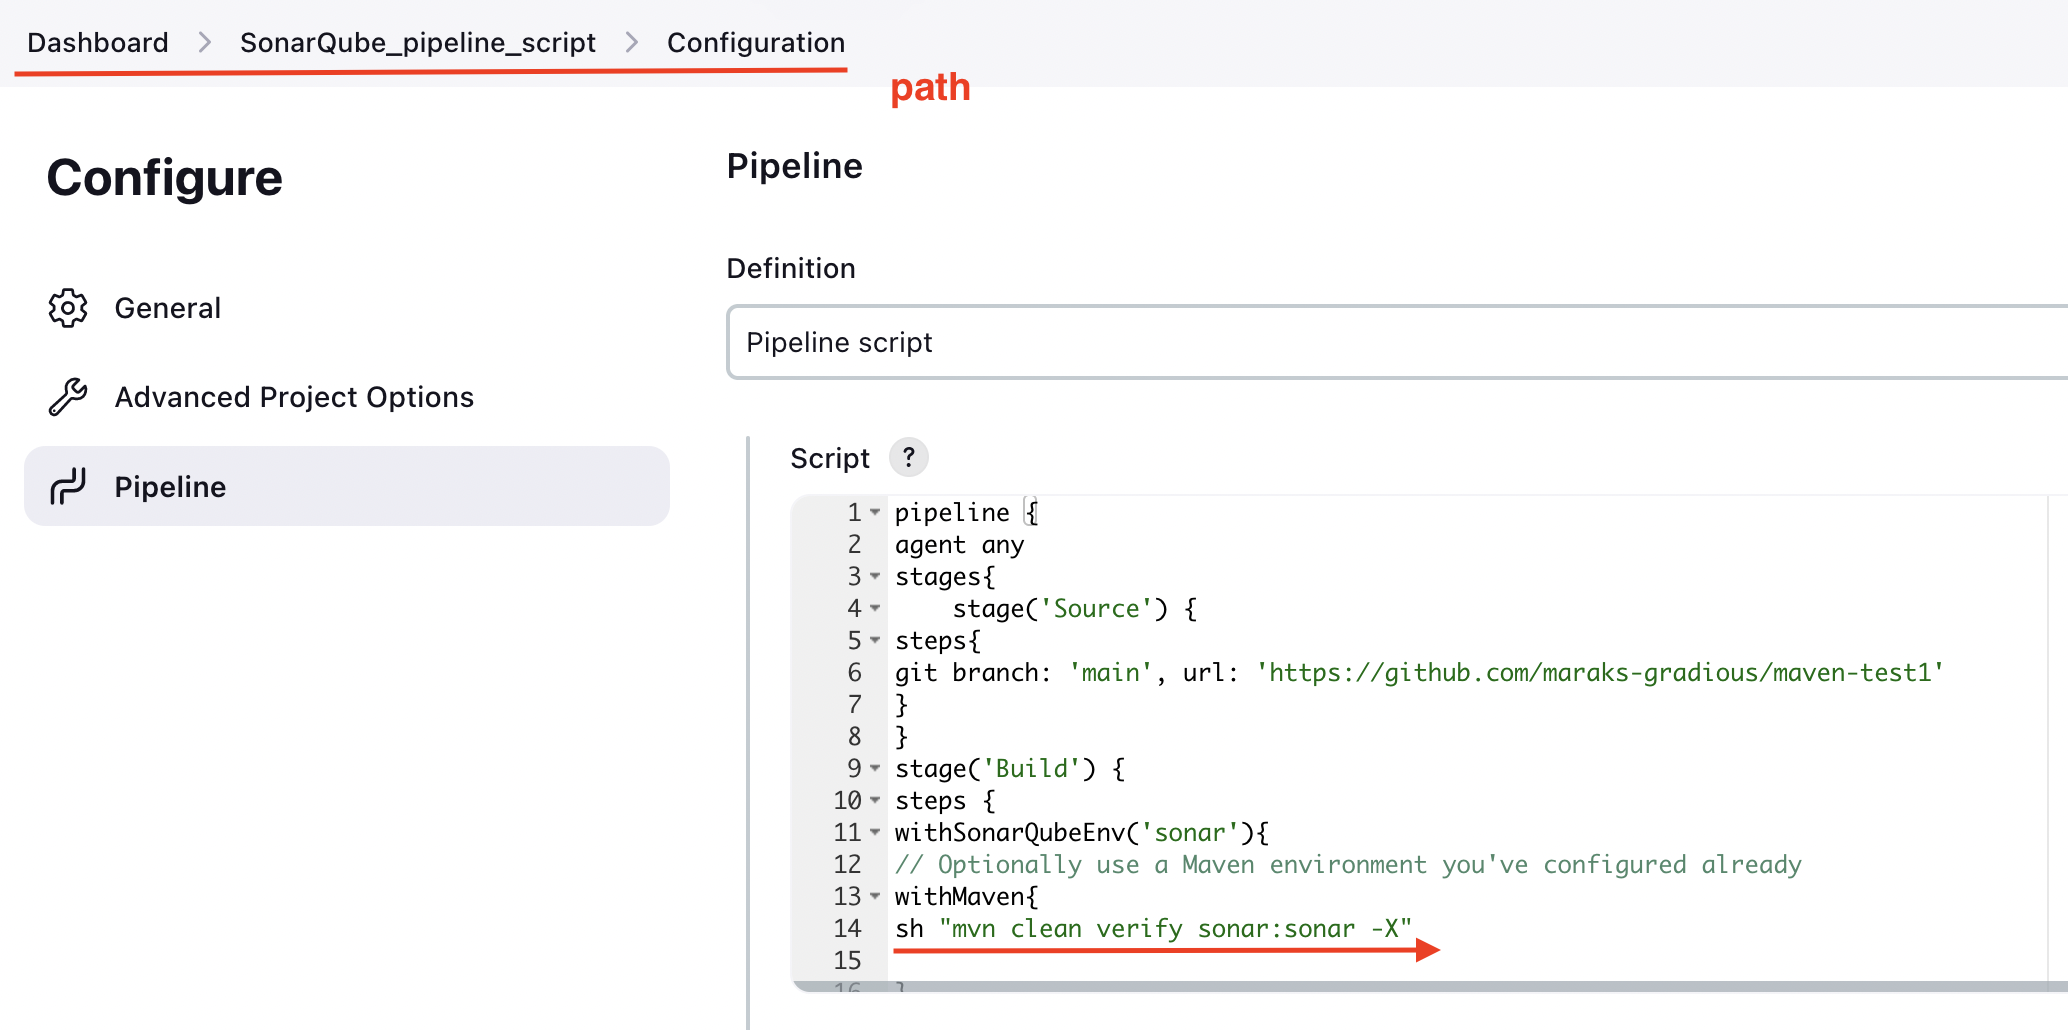 Dashboard > SonarQube_pipeline_script > Configuration
path
Configure
General
Advanced Project Options
Pipeline
Pipeline
Definition
Pipeline script
Script ?
1 pipeline {
2 agent any
3 stages{
4     stage('Source') {
5 steps{
6 git branch: 'main', url: 'https://github.com/maraks-gradious/maven-test1'
7 }
8 }
9 stage('Build') {
10 steps {
11 withSonarQubeEnv('sonar'){
12 // Optionally use a Maven environment you've configured already
13 withMaven{
14 sh "mvn clean verify sonar:sonar -X"
15
16 }